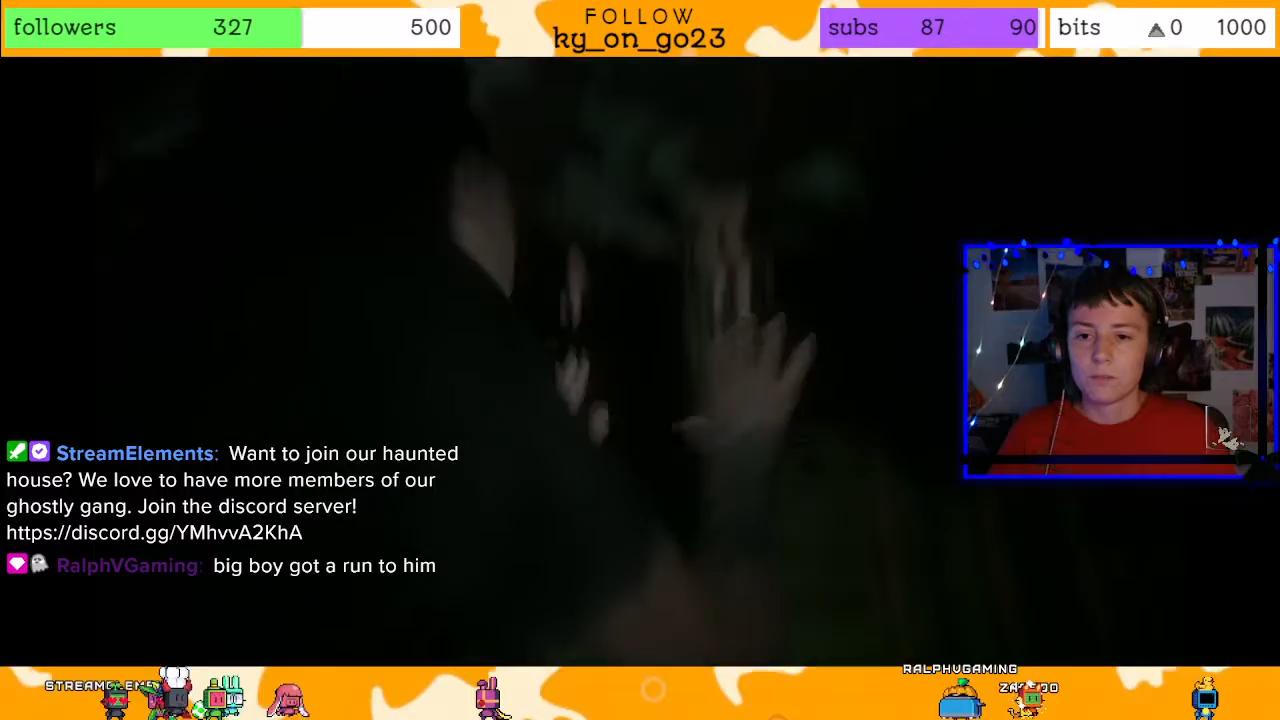 followers 327 500
FOLLOW
ky_on_go23
subs 87 90
bits 0 1000
StreamElements: Want to join our haunted
house? We love to have more members of our
ghostly gang. Join the discord server!
https://discord.gg/YMhvvA2KhA
RalphVGaming: big boy got a run to him
RALPHVGAMING